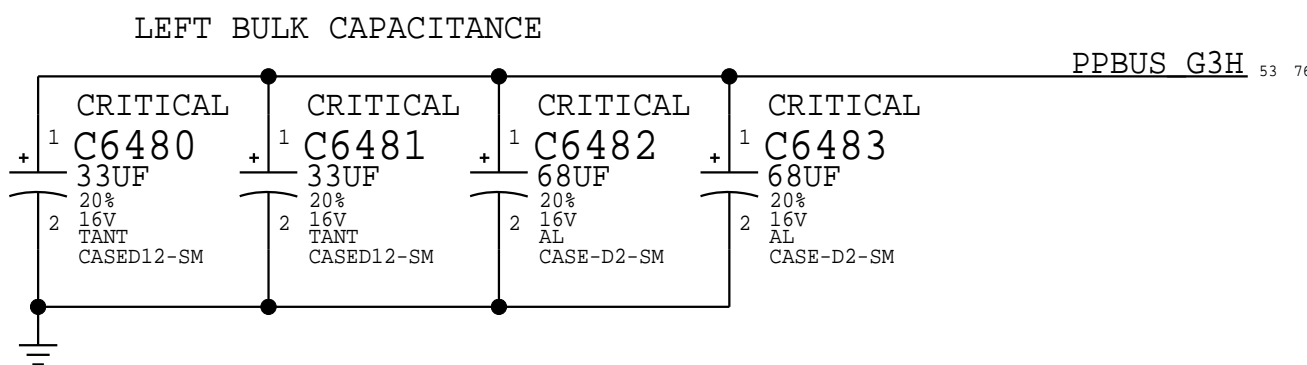 LEFT BULK CAPACITANCE
PPBUS_G3H 53 76
CRITICAL
1
C6480
+
33UF
20%
16V
2
TANT
CASED12-SM
CRITICAL
1
C6481
+
33UF
20%
16V
2
TANT
CASED12-SM
CRITICAL
1
C6482
+
68UF
20%
16V
2
AL
CASE-D2-SM
CRITICAL
1
C6483
+
68UF
20%
16V
2
AL
CASE-D2-SM